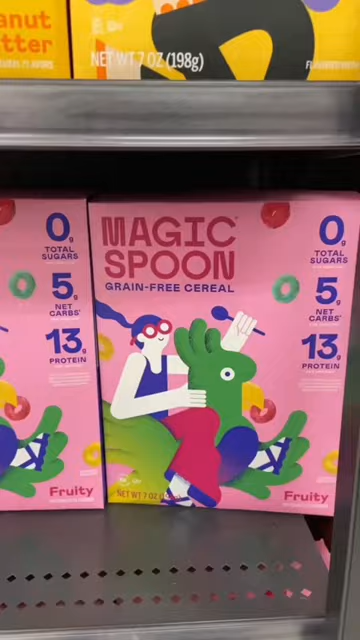 anut
tter
NET WT 7 OZ (198g)
0g
TOTAL
SUGARS
5g
NET
CARBS*
13g
PROTEIN
Fruity
MAGIC
SPOON
GRAIN-FREE CEREAL
0g
TOTAL
SUGARS
5g
NET
CARBS*
13g
PROTEIN
NET WT 7 OZ
Fruity